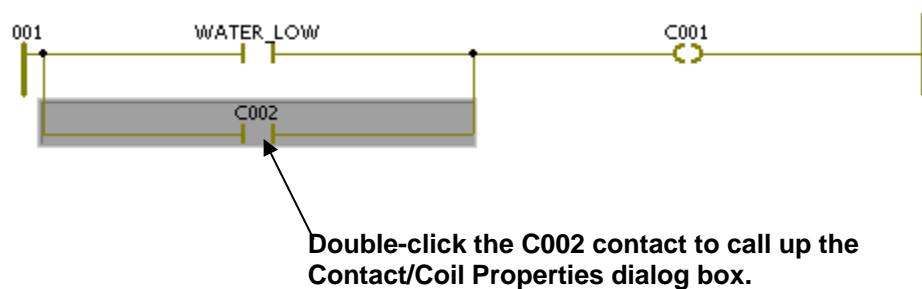 001 WATER_LOW C001
C002
Double-click the C002 contact to call up the
Contact/Coil Properties dialog box.